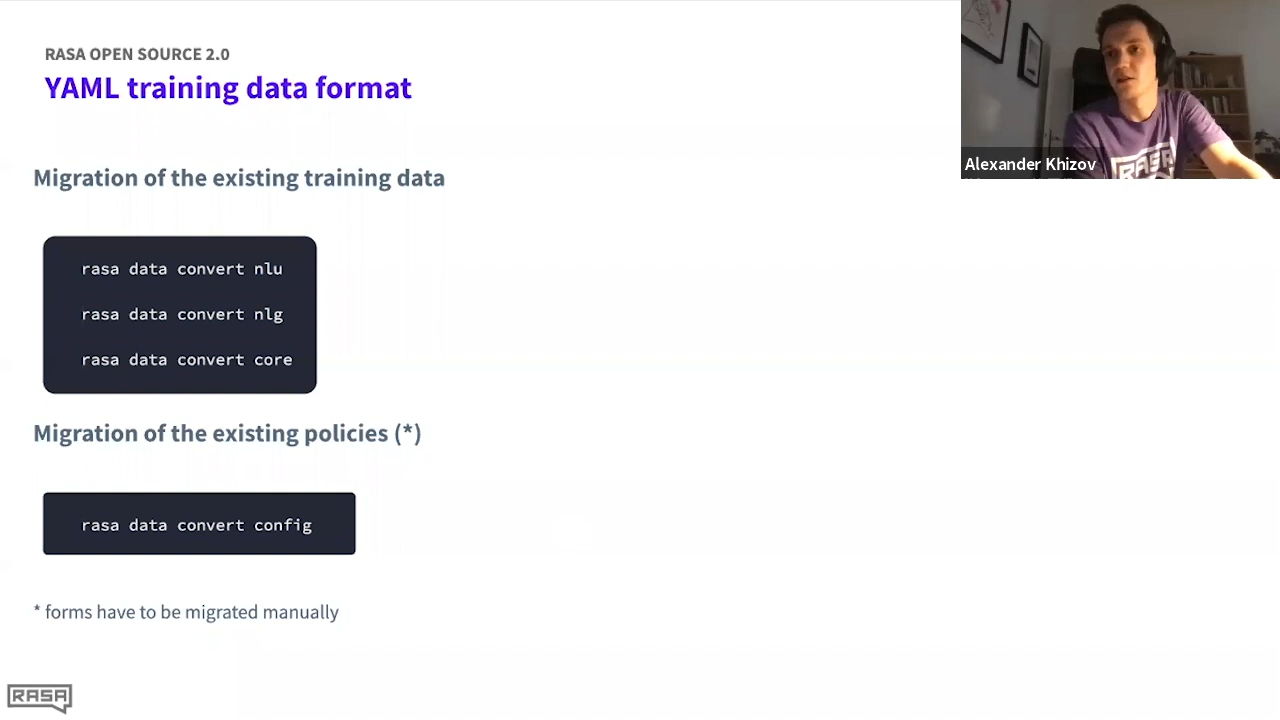 RASA OPEN SOURCE 2.0
YAML training data format
Migration of the existing training data
rasa data convert nlu
rasa data convert nlg
rasa data convert core
Migration of the existing policies (*)
rasa data convert config
* forms have to be migrated manually
RASA
Alexander Khizov
RASA